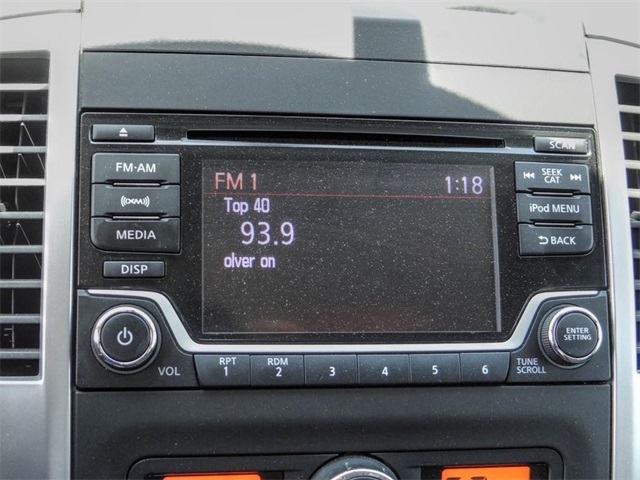 SCAN
FM·AM
SEEK
CAT
FM 1
1:18
(XM)
Top 40
iPod MENU
93.9
MEDIA
BACK
olver on
DISP
ENTER
SETTING
VOL
RPT
1
RDM
2
3
4
5
6
TUNE
SCROLL